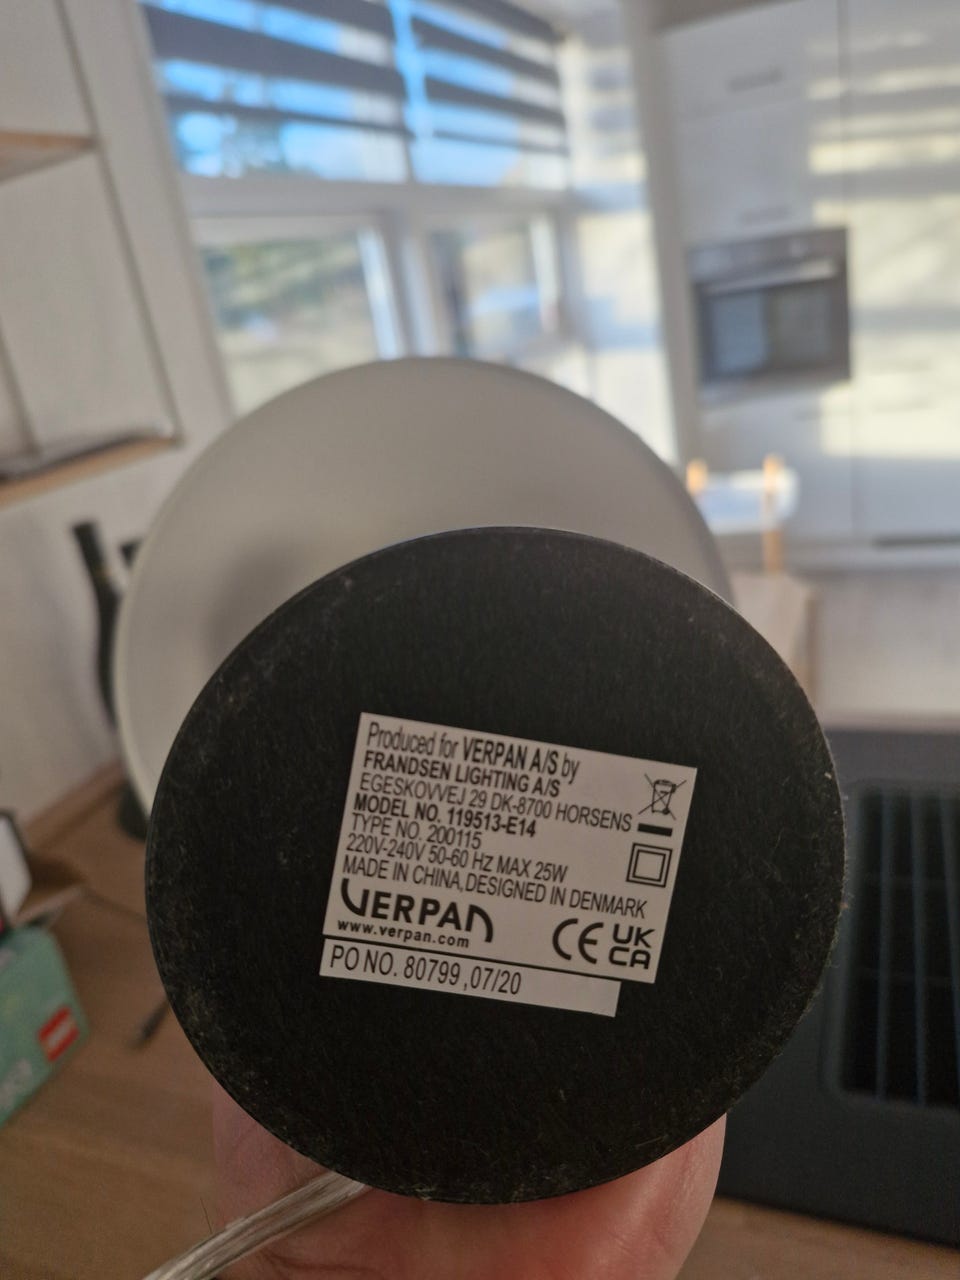 Produced for VERPAN A/S by
FRANDSEN LIGHTING A/S
EGESKOVVEJ 29 DK-8700 HORSENS
MODEL NO. 119513-E14
TYPE NO. 200115
220V-240V 50-60 Hz MAX 25W
MADE IN CHINA, DESIGNED IN DENMARK
VERPAN
www.verpan.com
CE UK
CA
PO NO. 80799 ,07/20